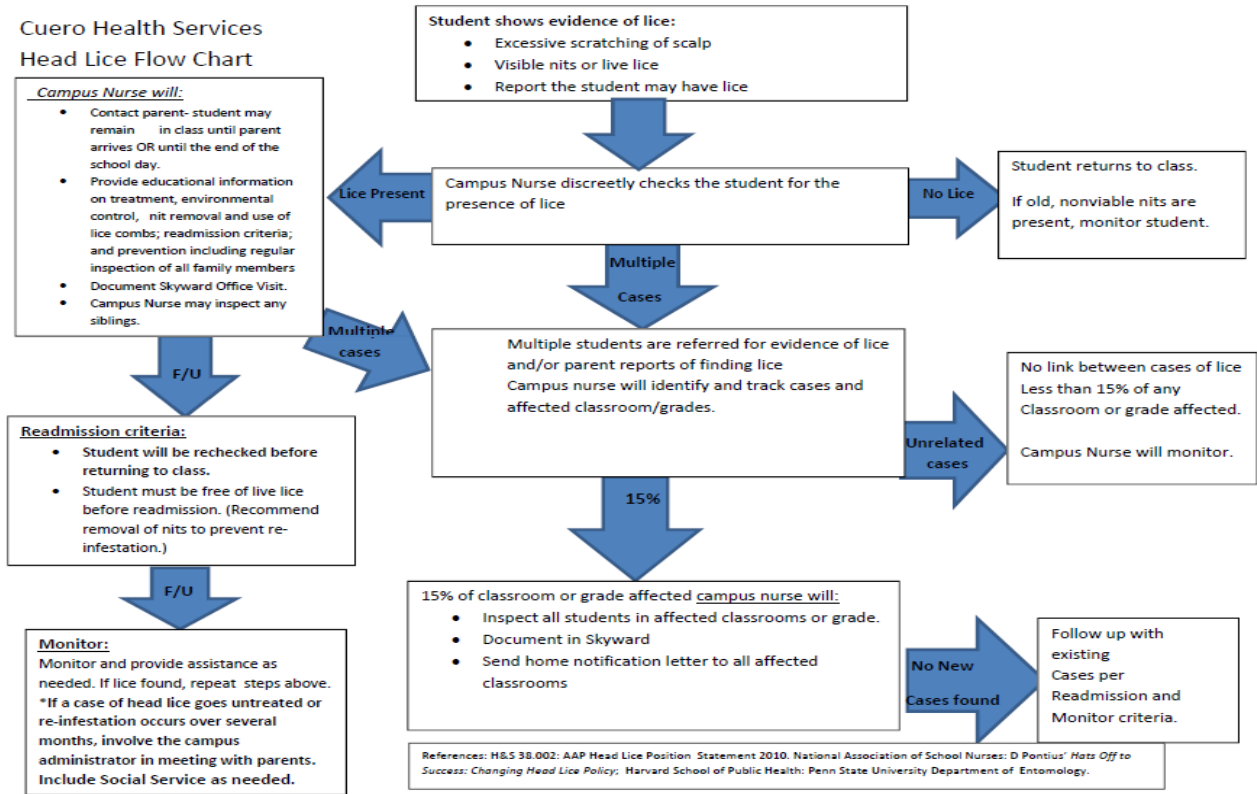 Cuero Health Services
Head Lice Flow Chart
Student shows evidence of lice:
• Excessive scratching of scalp
• Visible nits or live lice
• Report the student may have lice
Campus Nurse will:
• Contact parent- student may
remain in class until parent
arrives OR until the end of the
school day.
• Provide educational information
on treatment, environmental
control, nit removal and use of
lice combs; readmission criteria;
and prevention including regular
inspection of all family members
• Document Skyward Office Visit.
• Campus Nurse may inspect any
siblings.
Lice Present
Campus Nurse discreetly checks the student for the
presence of lice
No Lice
Student returns to class.
If old, nonviable nits are
present, monitor student.
Multiple
Cases
Multiple
cases
Multiple students are referred for evidence of lice
and/or parent reports of finding lice
Campus nurse will identify and track cases and
affected classroom/grades.
Unrelated
cases
No link between cases of lice
Less than 15% of any
Classroom or grade affected.
Campus Nurse will monitor.
F/U
Readmission criteria:
• Student will be rechecked before
returning to class.
• Student must be free of live lice
before readmission. (Recommend
removal of nits to prevent re-
infestation.)
F/U
Monitor:
Monitor and provide assistance as
needed. If lice found, repeat steps above.
*If a case of head lice goes untreated or
re-infestation occurs over several
months, involve the campus
administrator in meeting with parents.
Include Social Service as needed.
15%
15% of classroom or grade affected campus nurse will:
• Inspect all students in affected classrooms or grade.
• Document in Skyward
• Send home notification letter to all affected
classrooms
No New
Cases found
Follow up with
existing
Cases per
Readmission and
Monitor criteria.
References: H&S 38.002: AAP Head Lice Position Statement 2010. National Association of School Nurses: D Pontius' Hats Off to
Success: Changing Head Lice Policy; Harvard School of Public Health: Penn State University Department of Entomology.